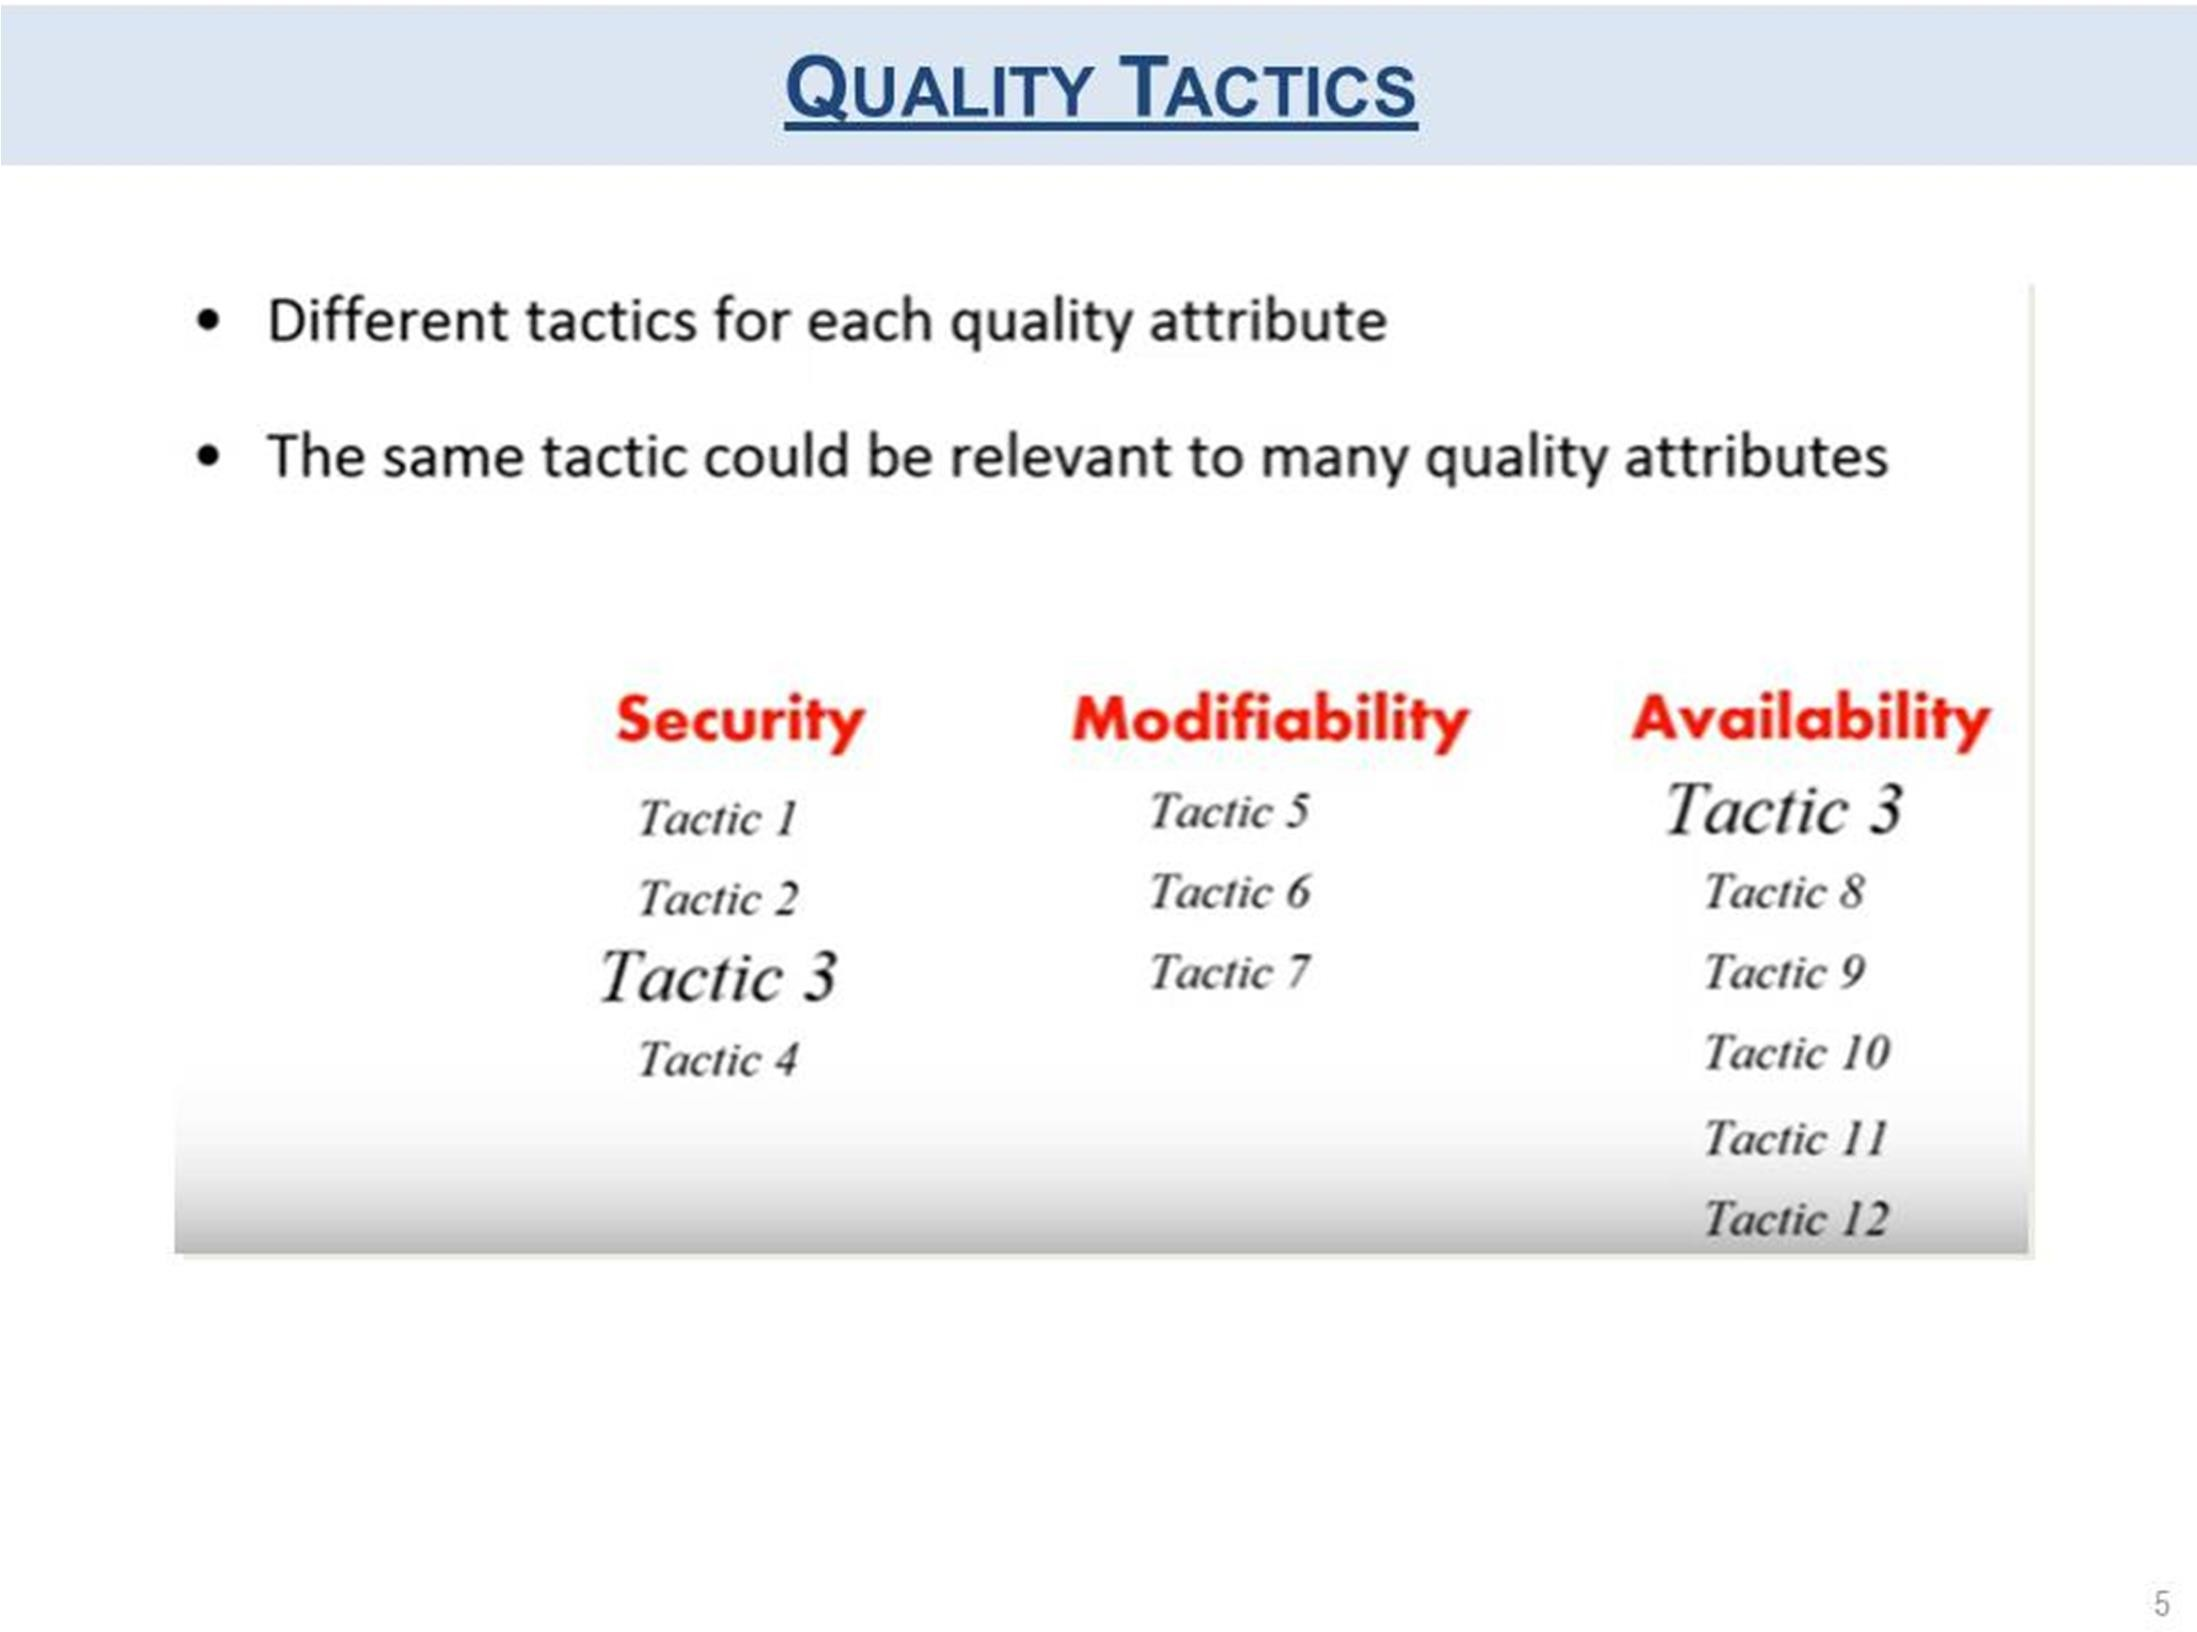 QUALITY TACTICS
• Different tactics for each quality attribute
• The same tactic could be relevant to many quality attributes
Security
Tactic 1
Tactic 2
Tactic 3
Tactic 4
Modifiability
Tactic 5
Tactic 6
Tactic 7
Availability
Tactic 3
Tactic 8
Tactic 9
Tactic 10
Tactic 11
Tactic 12
5